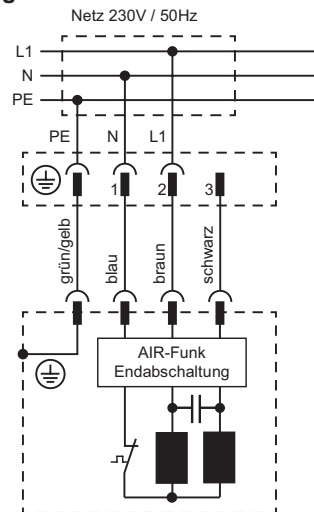 g
Netz 230V / 50Hz
L1
N
PE
PE N L1
1 2 3
grün/gelb
blau
braun
schwarz
AIR-Funk
Endabschaltung